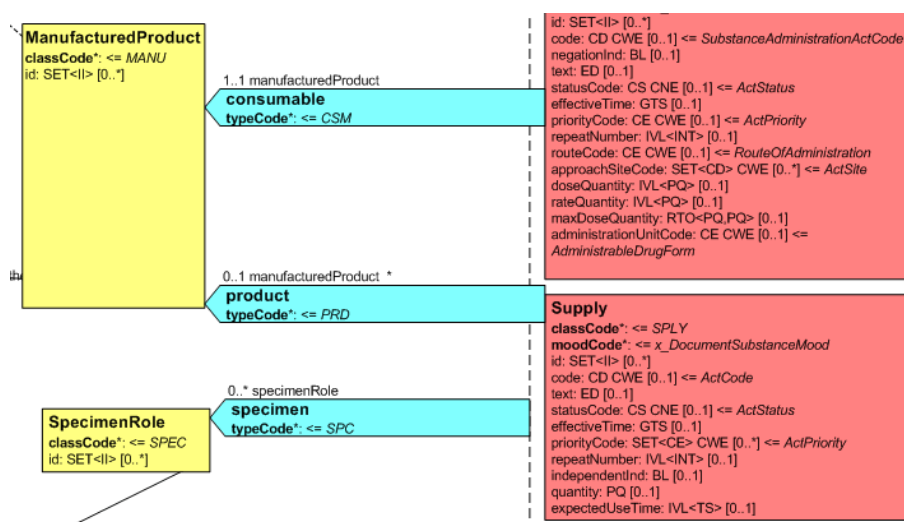 ManufacturedProduct
classCode*: <= MANU
id: SET<II> [0..*]
1..1 manufacturedProduct
consumable
typeCode*: <= CSM
id: SET<II> [0..*]
code: CD CWE [0..1] <= SubstanceAdministrationActCode
negationInd: BL [0..1]
text: ED [0..1]
statusCode: CS CNE [0..1] <= ActStatus
effectiveTime: GTS [0..1]
priorityCode: CE CWE [0..1] <= ActPriority
repeatNumber: IVL<INT> [0..1]
routeCode: CE CWE [0..1] <= RouteOfAdministration
approachSiteCode: SET<CD> CWE [0..*] <= ActSite
doseQuantity: IVL<PQ> [0..1]
rateQuantity: IVL<PQ> [0..1]
maxDoseQuantity: RTO<PQ,PQ> [0..1]
administrationUnitCode: CE CWE [0..1] <=
AdministrableDrugForm
0..1 manufacturedProduct *
product
typeCode*: <= PRD
Supply
classCode*: <= SPLY
moodCode*: <= x_DocumentSubstanceMood
id: SET<II> [0..*]
code: CD CWE [0..1] <= ActCode
text: ED [0..1]
statusCode: CS CNE [0..1] <= ActStatus
effectiveTime: GTS [0..1]
priorityCode: SET<CE> CWE [0..*] <= ActPriority
repeatNumber: IVL<INT> [0..1]
independentInd: BL [0..1]
quantity: PQ [0..1]
expectedUseTime: IVL<TS> [0..1]
0..* specimenRole
specimen
typeCode*: <= SPC
SpecimenRole
classCode*: <= SPEC
id: SET<II> [0..*]